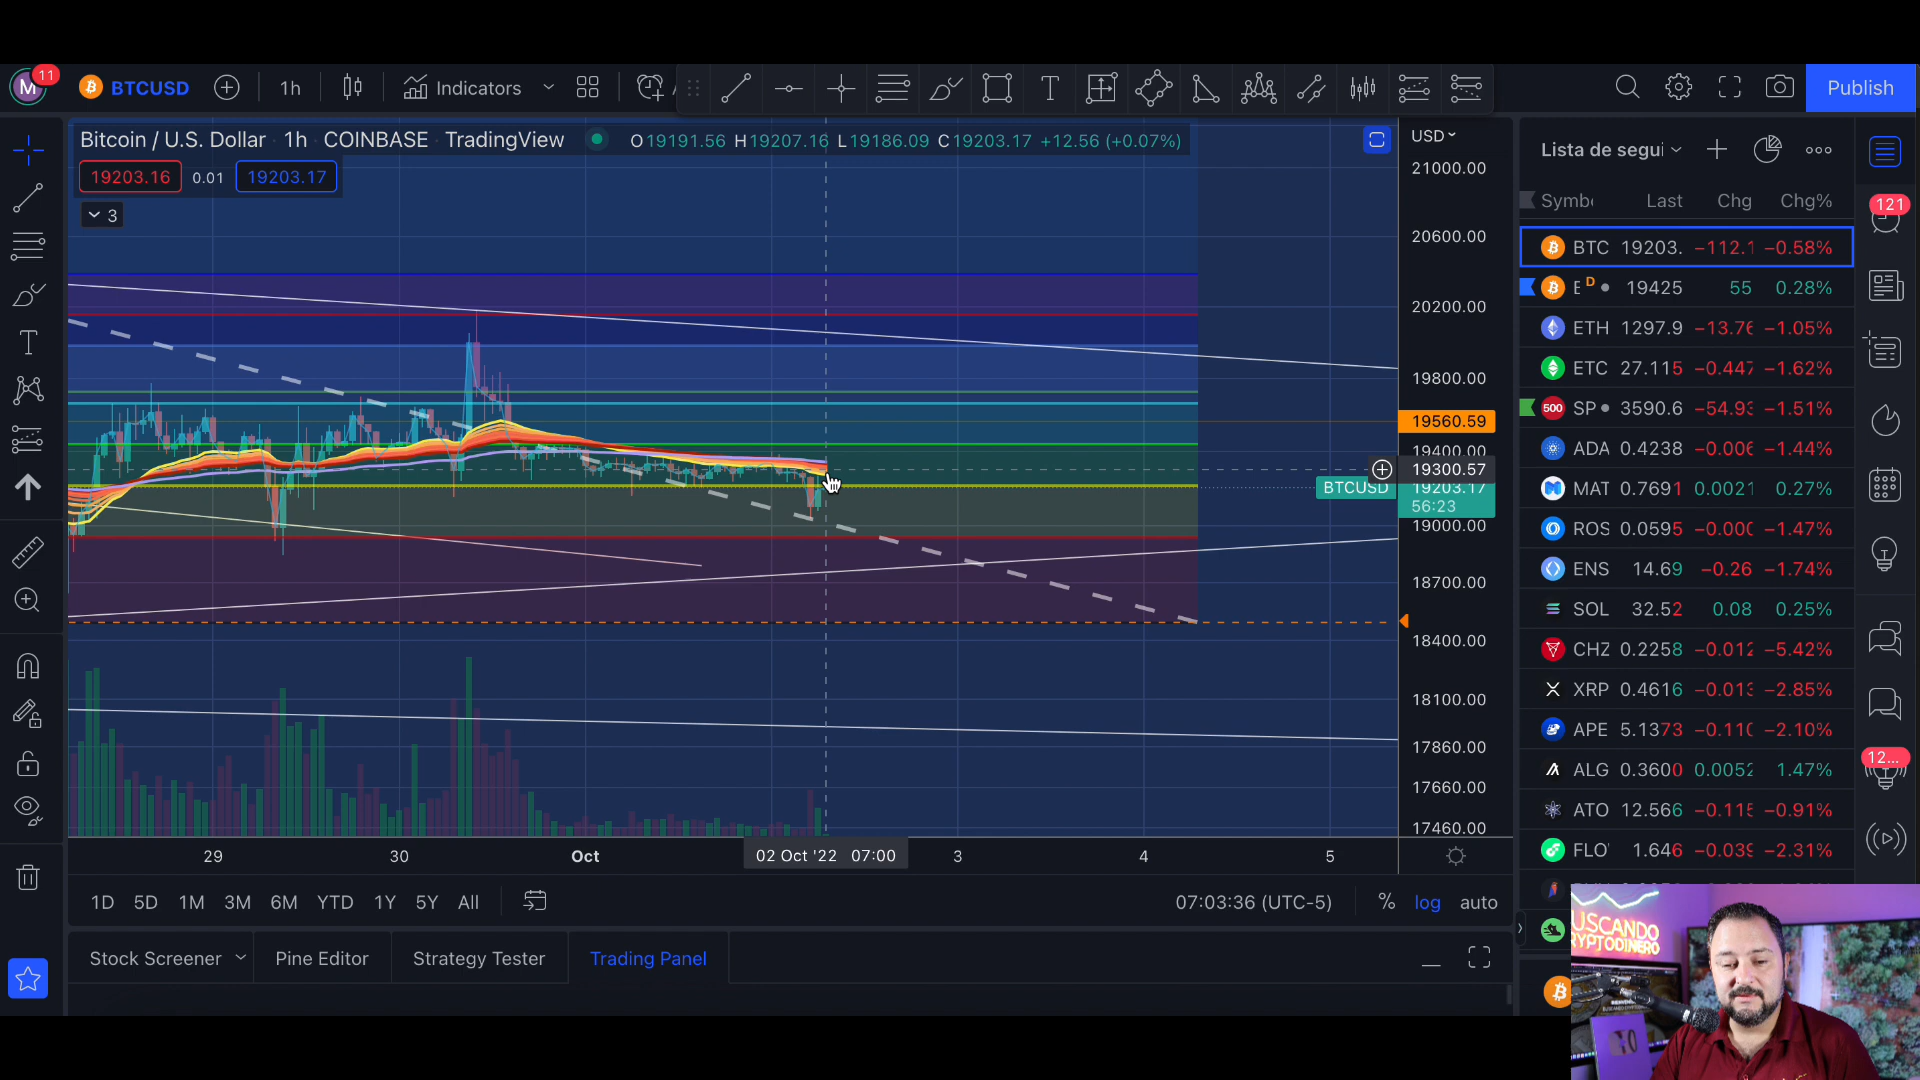 M 11 BTCUSD 1h Indicators Publish
Bitcoin / U.S. Dollar 1h COINBASE TradingView O19191.56 H19207.16 L19186.09 C19203.17 +12.56 (+0.07%)
19203.16 0.01 19203.17
3
USD
21000.00
20600.00
20200.00
19800.00
19560.59
19400.00
19300.57
BTCUSD 19203.17
56:23
19000.00
18700.00
18400.00
18100.00
17860.00
17660.00
17460.00
29 30 Oct 02 Oct '22 07:00 3 4 5
1D 5D 1M 3M 6M YTD 1Y 5Y All 07:03:36 (UTC-5) % log auto
Stock Screener Pine Editor Strategy Tester Trading Panel
Lista de segui
Symb Last Chg Chg%
BTC 19203. −112.1 −0.58%
E D 19425 55 0.28%
ETH 1297.9 −13.76 −1.05%
ETC 27.115 −0.447 −1.62%
500 SP 3590.6 −54.93 −1.51%
ADA 0.4238 −0.006 −1.44%
MAT 0.7691 0.0021 0.27%
ROS 0.0595 −0.000 −1.47%
ENS 14.69 −0.26 −1.74%
SOL 32.52 0.08 0.25%
CHZ 0.2258 −0.012 −5.42%
XRP 0.4616 −0.013 −2.85%
APE 5.1373 −0.110 −2.10%
ALG 0.3600 0.0052 1.47%
ATO 12.566 −0.115 −0.91%
FLO 1.646 −0.039 −2.31%
121
12...
USCANDO
RYPTODINERO